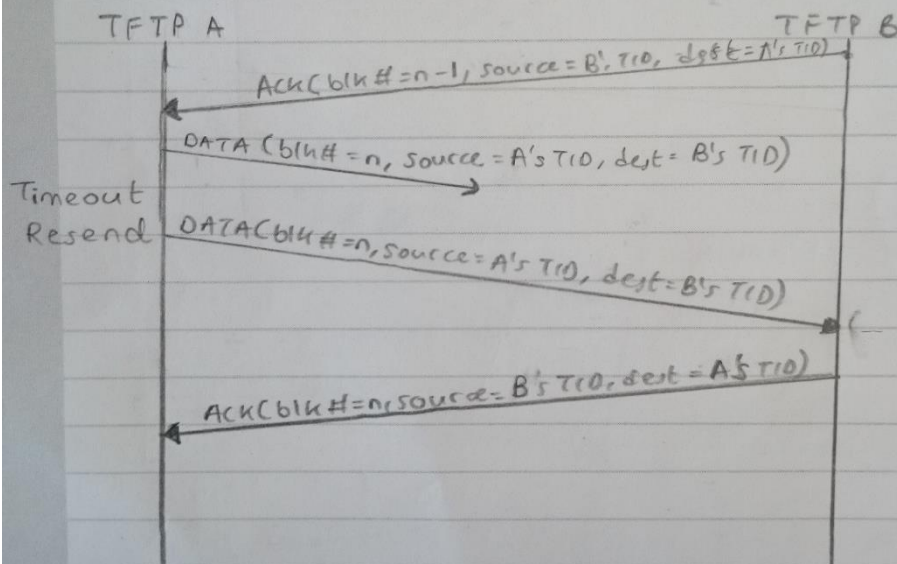 TFTP A
TFTP B
ACK(blk#=n-1, source=B's TID, dest=A's TID)
DATA (blk#=n, source=A's TID, dest=B's TID)
Timeout
Resend
DATA(blk#=n, source=A's TID, dest=B's TID)
ACK(blk#=n, source=B's TID, dest=A's TID)